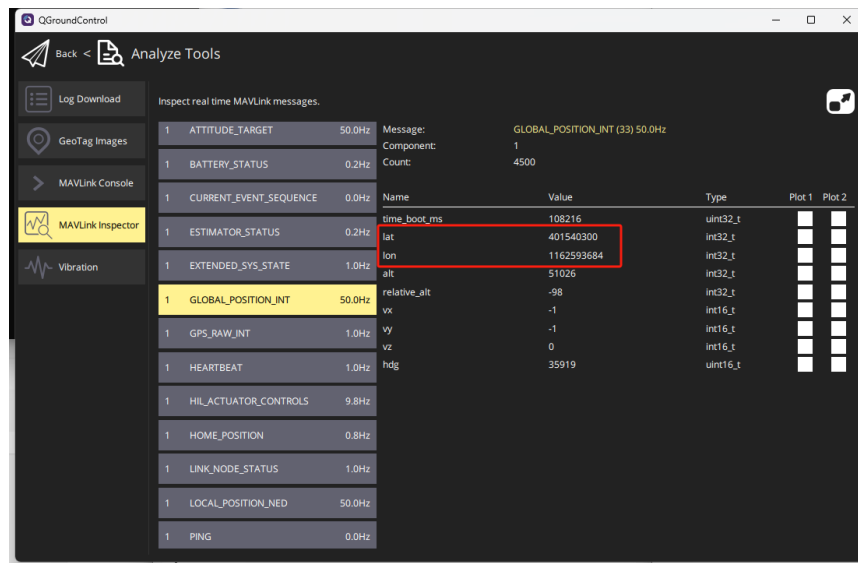 QGroundControl
Back < Analyze Tools
Log Download
GeoTag Images
MAVLink Console
MAVLink Inspector
Vibration
Inspect real time MAVLink messages.
1 ATTITUDE_TARGET 50.0Hz
1 BATTERY_STATUS 0.2Hz
1 CURRENT_EVENT_SEQUENCE 0.0Hz
1 ESTIMATOR_STATUS 0.2Hz
1 EXTENDED_SYS_STATE 1.0Hz
1 GLOBAL_POSITION_INT 50.0Hz
1 GPS_RAW_INT 1.0Hz
1 HEARTBEAT 1.0Hz
1 HIL_ACTUATOR_CONTROLS 9.8Hz
1 HOME_POSITION 0.8Hz
1 LINK_NODE_STATUS 1.0Hz
1 LOCAL_POSITION_NED 50.0Hz
1 PING 0.0Hz
Message: GLOBAL_POSITION_INT (33) 50.0Hz
Component: 1
Count: 4500
Name Value Type Plot 1 Plot 2
time_boot_ms 108216 uint32_t
lat 401540300 int32_t
lon 1162593684 int32_t
alt 51026 int32_t
relative_alt -98 int32_t
vx -1 int16_t
vy -1 int16_t
vz 0 int16_t
hdg 35919 uint16_t